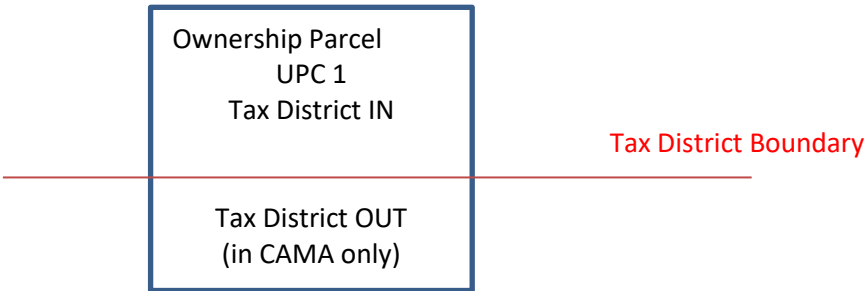 Ownership Parcel
UPC 1
Tax District IN
Tax District Boundary
Tax District OUT
(in CAMA only)